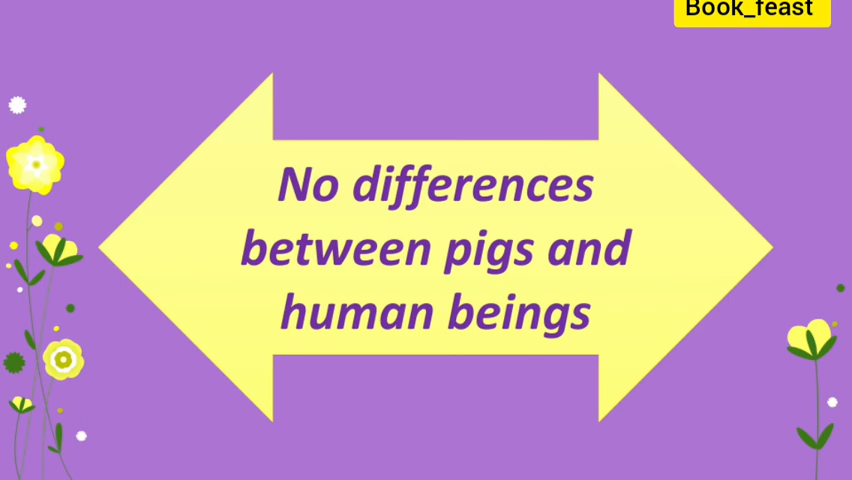 Book_feast
No differences
between pigs and
human beings